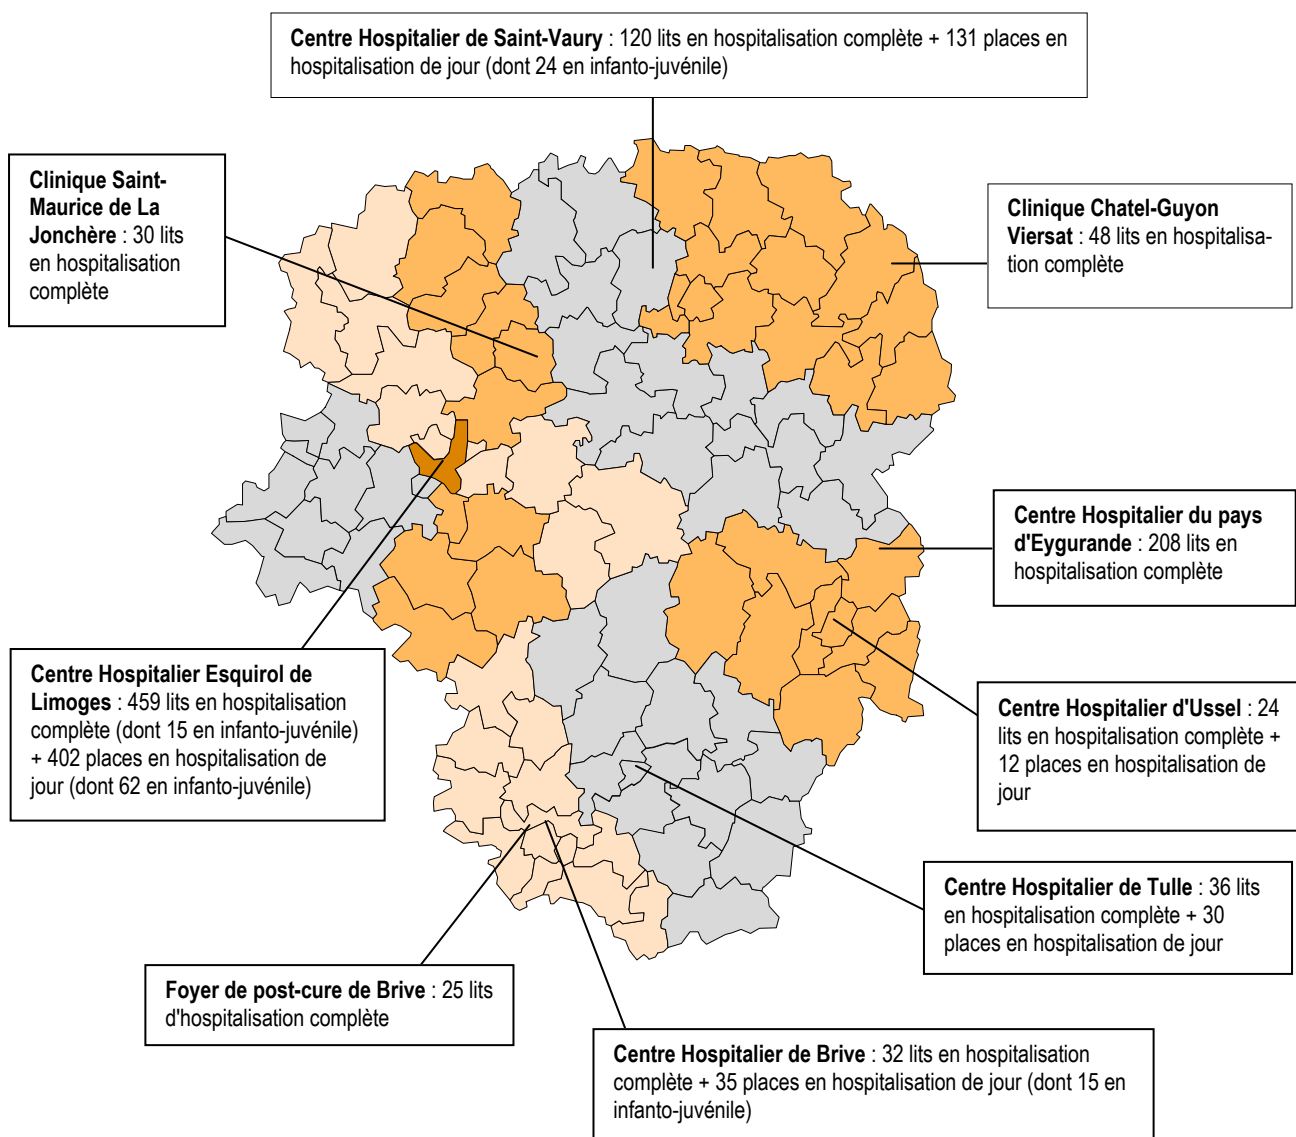 Centre Hospitalier de Saint-Vaury : 120 lits en hospitalisation complète + 131 places en
hospitalisation de jour (dont 24 en infanto-juvénile)
Clinique Saint-
Maurice de La
Jonchère : 30 lits
en hospitalisation
complète
Clinique Chatel-Guyon
Viersat : 48 lits en hospitalisa-
tion complète
Centre Hospitalier du pays
d'Eygurande : 208 lits en
hospitalisation complète
Centre Hospitalier Esquirol de
Limoges : 459 lits en hospitalisation
complète (dont 15 en infanto-juvénile)
+ 402 places en hospitalisation de
jour (dont 62 en infanto-juvénile)
Centre Hospitalier d'Ussel : 24
lits en hospitalisation complète +
12 places en hospitalisation de
jour
Centre Hospitalier de Tulle : 36 lits
en hospitalisation complète + 30
places en hospitalisation de jour
Foyer de post-cure de Brive : 25 lits
d'hospitalisation complète
Centre Hospitalier de Brive : 32 lits en hospitalisation
complète + 35 places en hospitalisation de jour (dont 15 en
infanto-juvénile)